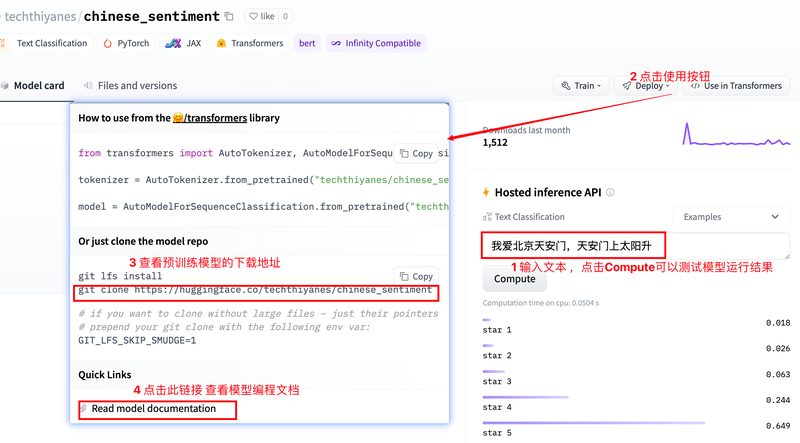 techthiyanes/chinese_sentiment
like 0
Text Classification PyTorch JAX Transformers bert Infinity Compatible
Model card Files and versions
2 点击使用按钮
Train Deploy </> Use in Transformers
How to use from the 🤗/transformers library
Copy
from transformers import AutoTokenizer, AutoModelForSequ
tokenizer = AutoTokenizer.from_pretrained("techthiyanes/chinese_se
model = AutoModelForSequenceClassification.from_pretrained("techt
Or just clone the model repo
3 查看预训练模型的下载地址
git lfs install
Copy
git clone https://huggingface.co/techthiyanes/chinese_sentiment
# if you want to clone without large files – just their pointers
# prepend your git clone with the following env var:
GIT_LFS_SKIP_SMUDGE=1
Quick Links
4 点击此链接 查看模型编程文档
Read model documentation
Downloads last month
1,512
Hosted inference API
Text Classification Examples
我爱北京天安门，天安门上太阳升
1 输入文本 ，点击Compute可以测试模型运行结果
Compute
Computation time on cpu: 0.0504 s
star 1 0.018
star 2 0.026
star 3 0.063
star 4 0.244
star 5 0.649